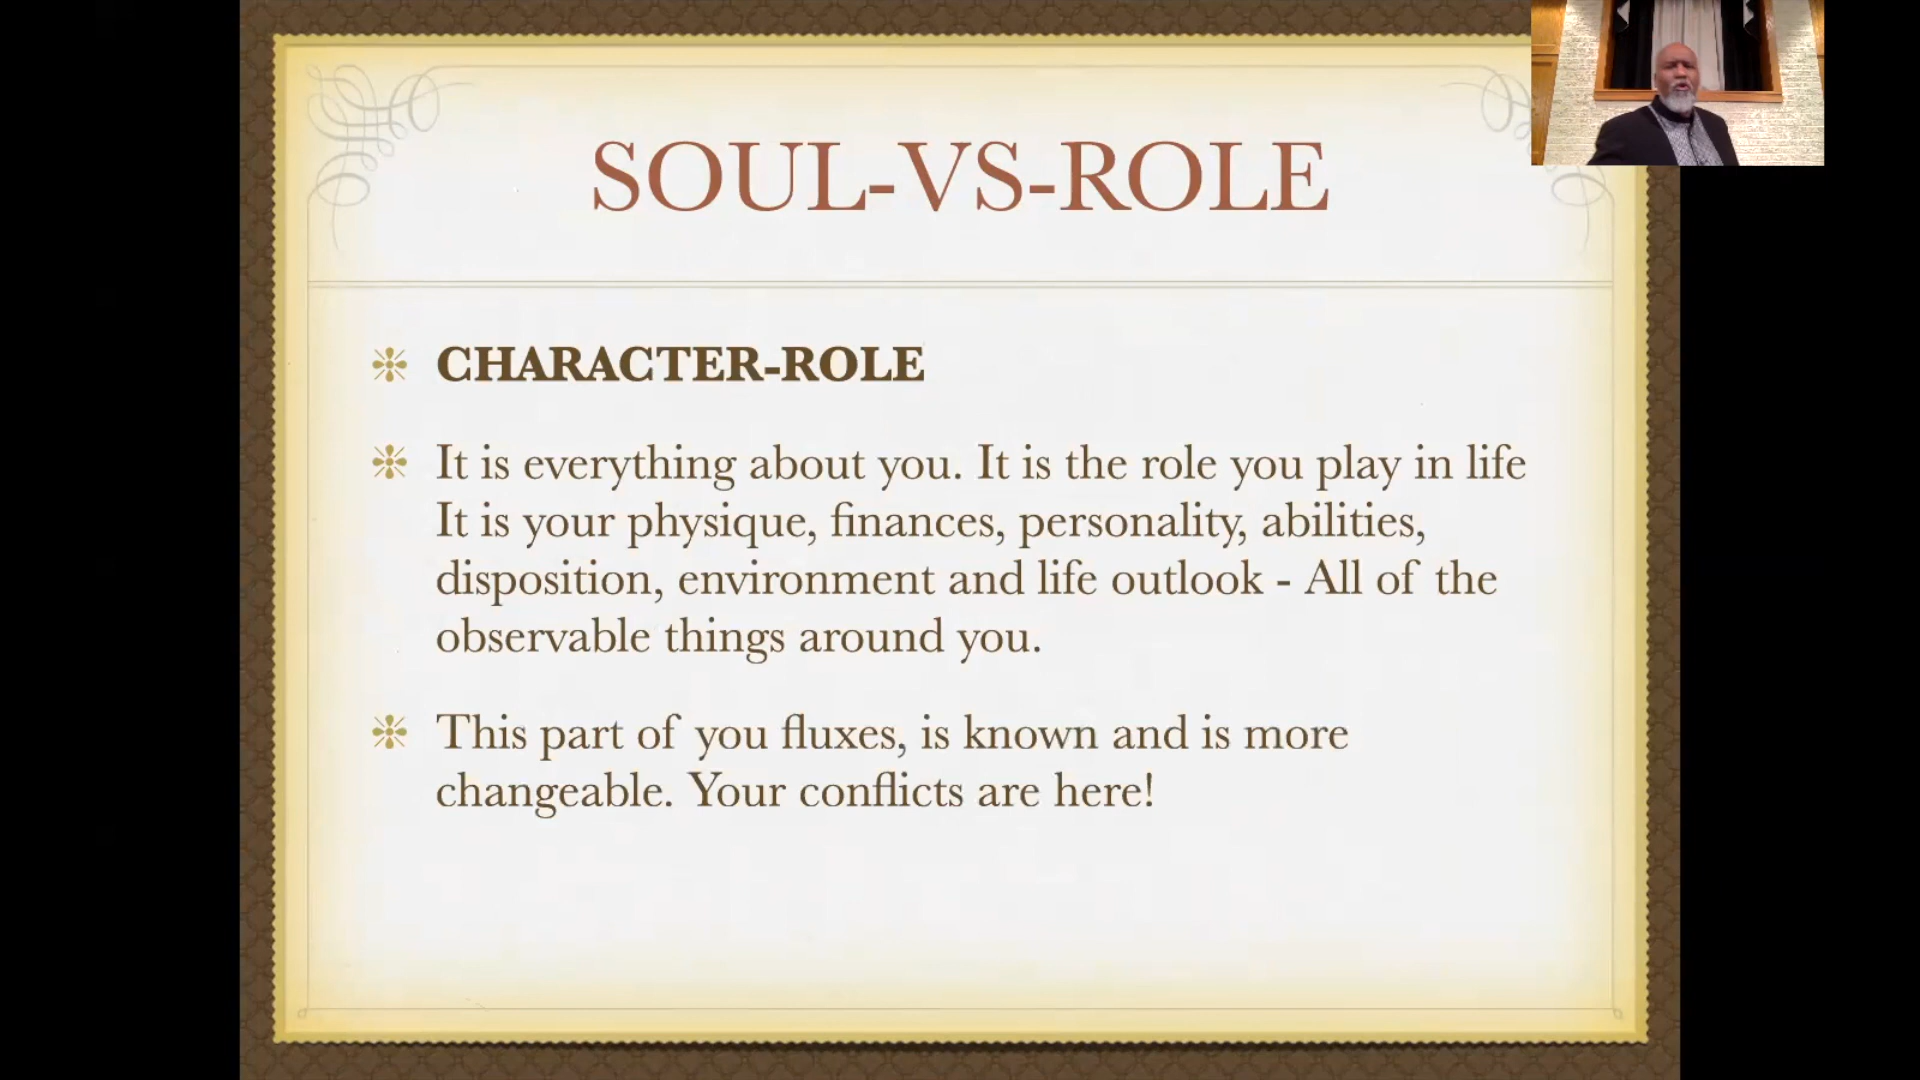 SOUL-VS-ROLE
CHARACTER-ROLE
It is everything about you. It is the role you play in life
It is your physique, finances, personality, abilities,
disposition, environment and life outlook - All of the
observable things around you.
This part of you fluxes, is known and is more
changeable. Your conflicts are here!